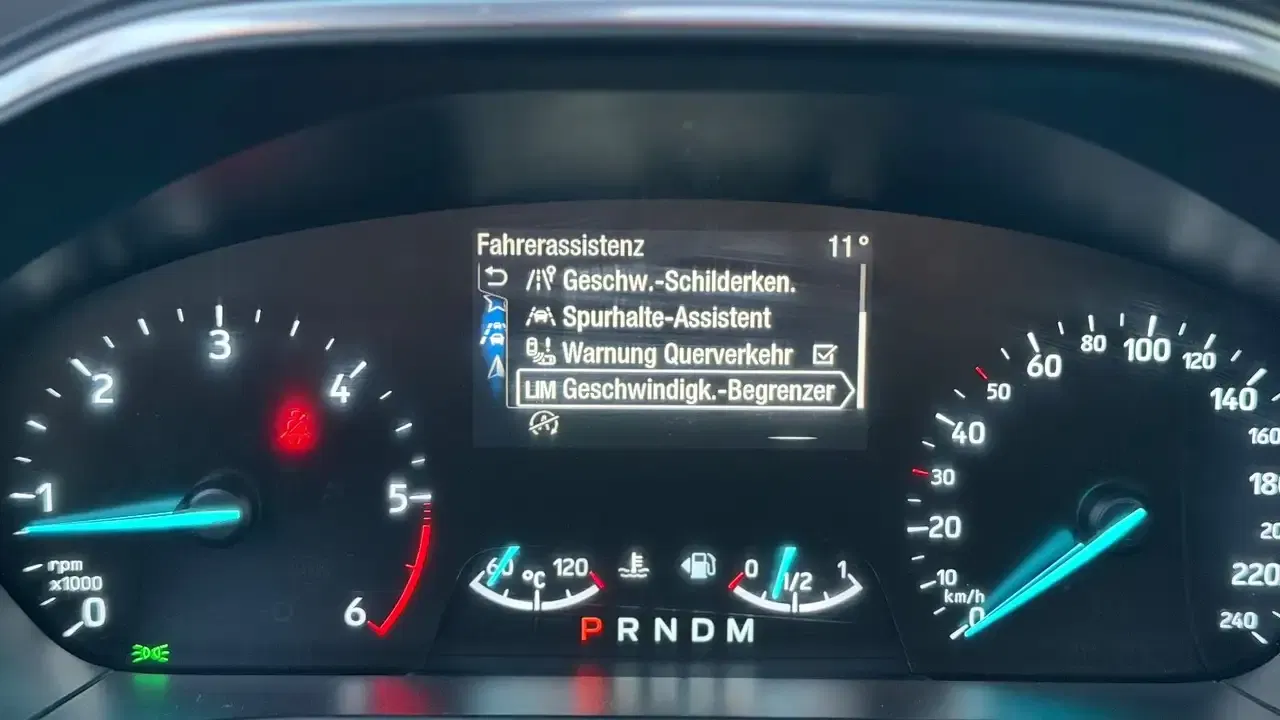 Fahrerassistenz 11°
Geschw.-Schilderken.
Spurhalte-Assistent
Warnung Querverkehr
LIM Geschwindigk.-Begrenzer
0
1
2
3
4
5
6
rpm
x1000
60 °C 120
0 1/2 1
P R N D M
0
10
20
30
40
50
60
80
100
120
140
160
220
240
km/h